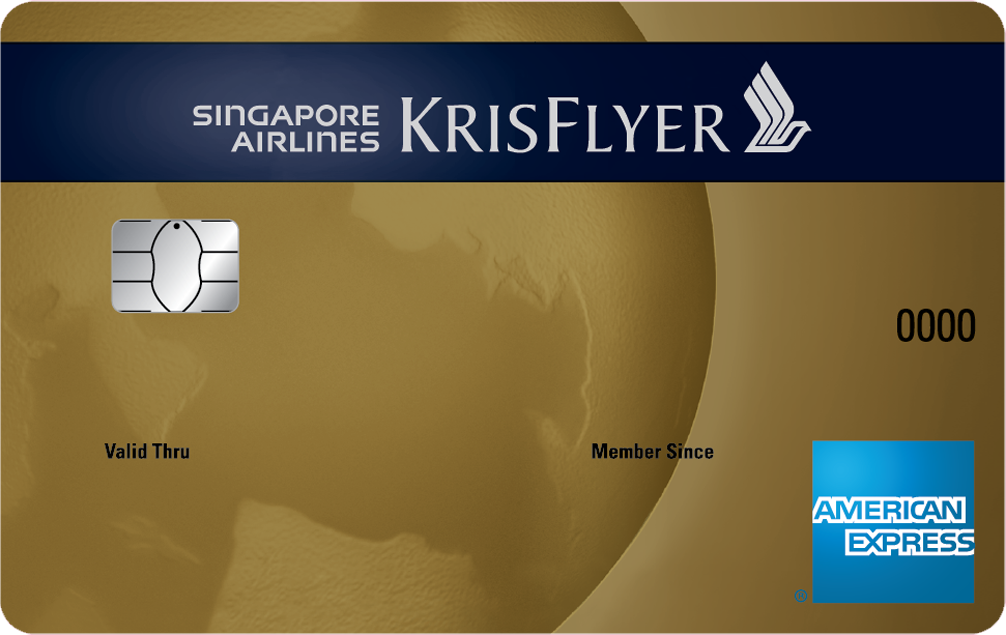 SINGAPORE
AIRLINES
KRISFLYER
0000
Valid Thru
Member Since
AMERICAN
EXPRESS
®